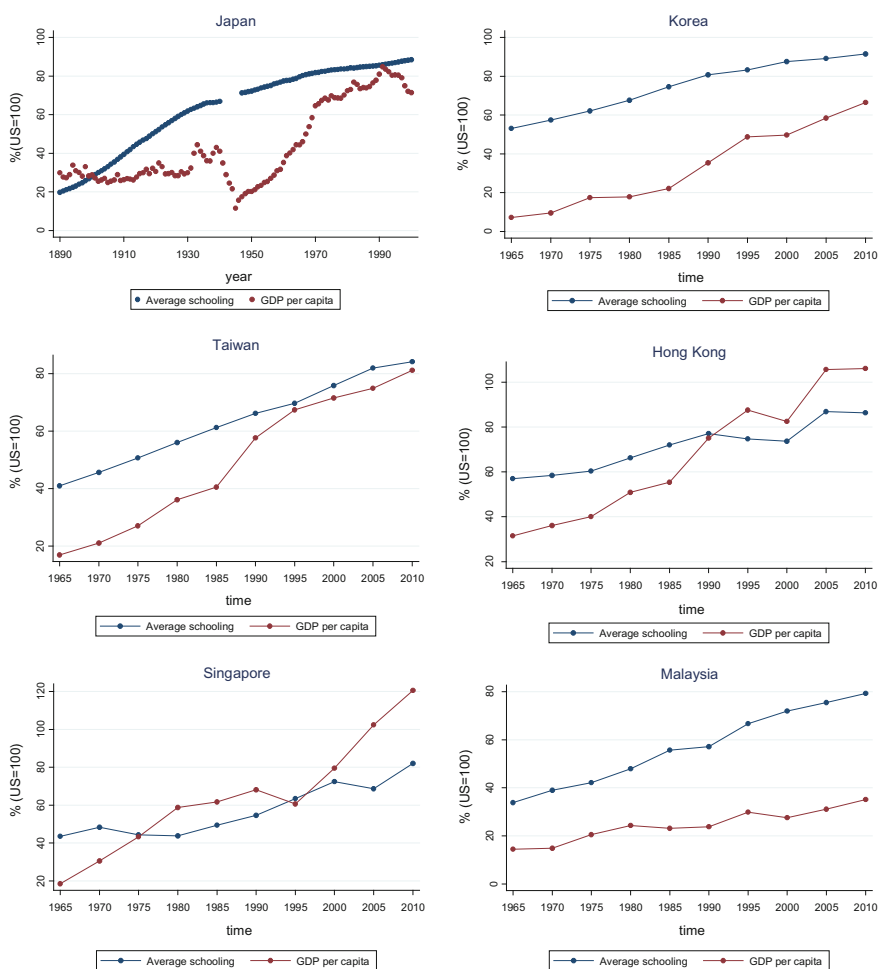 Japan
%(US=100)
0 20 40 60 80 100
1890 1910 1930 1950 1970 1990
year
Average schooling GDP per capita
Korea
% (US=100)
0 20 40 60 80 100
1965 1970 1975 1980 1985 1990 1995 2000 2005 2010
time
Average schooling GDP per capita
Taiwan
% (US=100)
20 40 60 80
1965 1970 1975 1980 1985 1990 1995 2000 2005 2010
time
Average schooling GDP per capita
Hong Kong
% (US=100)
20 40 60 80 100
1965 1970 1975 1980 1985 1990 1995 2000 2005 2010
time
Average schooling GDP per capita
Singapore
% (US=100)
20 40 60 80 100 120
1965 1970 1975 1980 1985 1990 1995 2000 2005 2010
time
Average schooling GDP per capita
Malaysia
% (US=100)
0 20 40 60 80
1965 1970 1975 1980 1985 1990 1995 2000 2005 2010
time
Average schooling GDP per capita